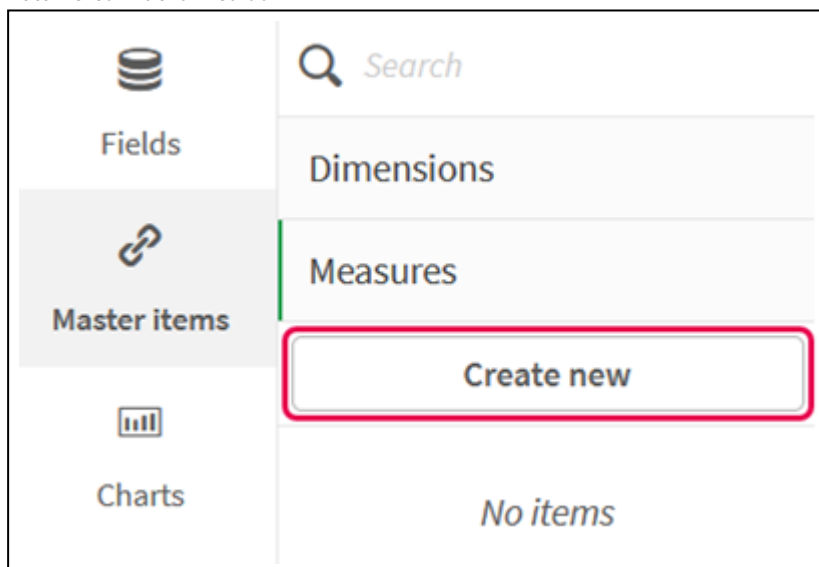 Search
Fields
Dimensions
Measures
Master items
Create new
Charts
No items